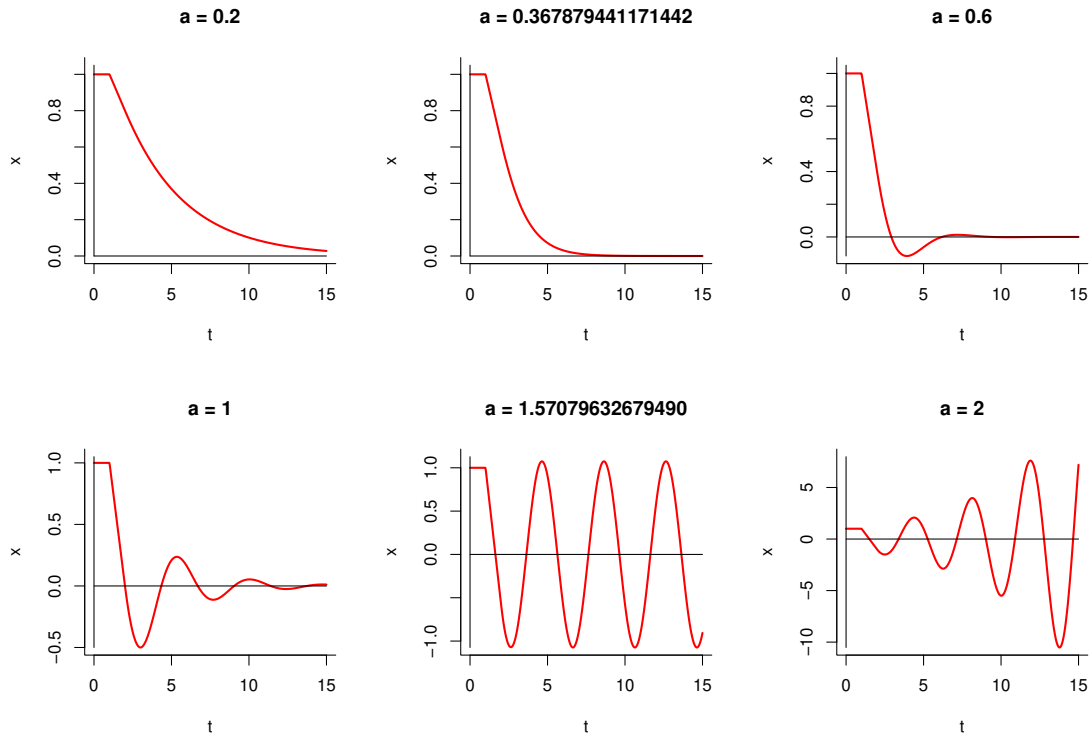 a = 0.2
x
0.0 0.4 0.8
0 5 10 15
t
a = 0.367879441171442
x
0.0 0.4 0.8
0 5 10 15
t
a = 0.6
x
0.0 0.4 0.8
0 5 10 15
t
a = 1
x
−0.5 0.0 0.5 1.0
0 5 10 15
t
a = 1.57079632679490
x
−1.0 0.0 0.5 1.0
0 5 10 15
t
a = 2
x
−10 −5 0 5
0 5 10 15
t